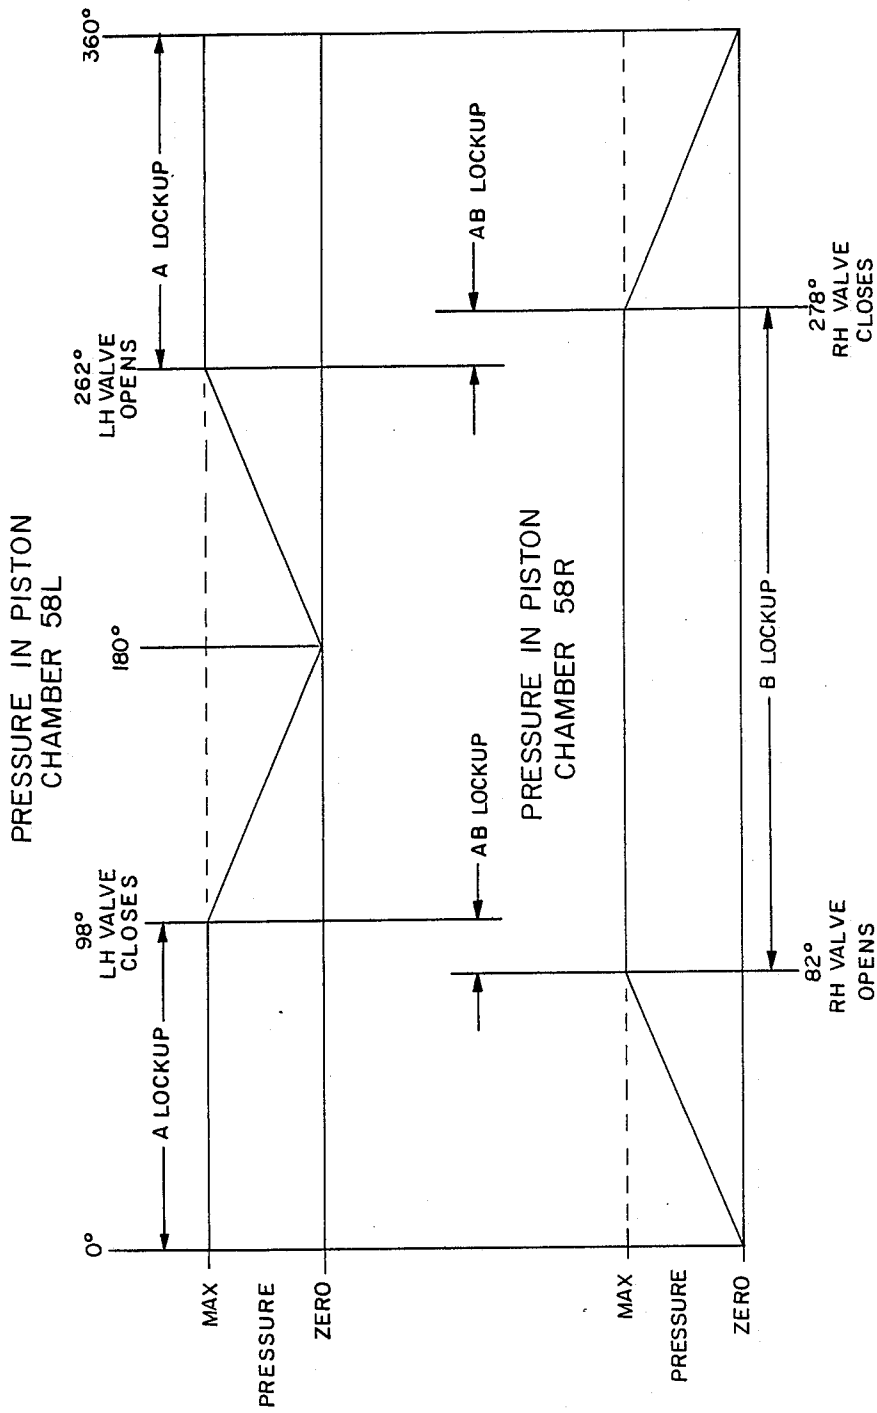 PRESSURE IN PISTON
CHAMBER 58L
0°
98°
LH VALVE
CLOSES
180°
262°
LH VALVE
OPENS
360°
A LOCKUP
A LOCKUP
MAX
PRESSURE
ZERO
AB LOCKUP
AB LOCKUP
PRESSURE IN PISTON
CHAMBER 58R
MAX
PRESSURE
ZERO
B LOCKUP
82°
RH VALVE
OPENS
278°
RH VALVE
CLOSES